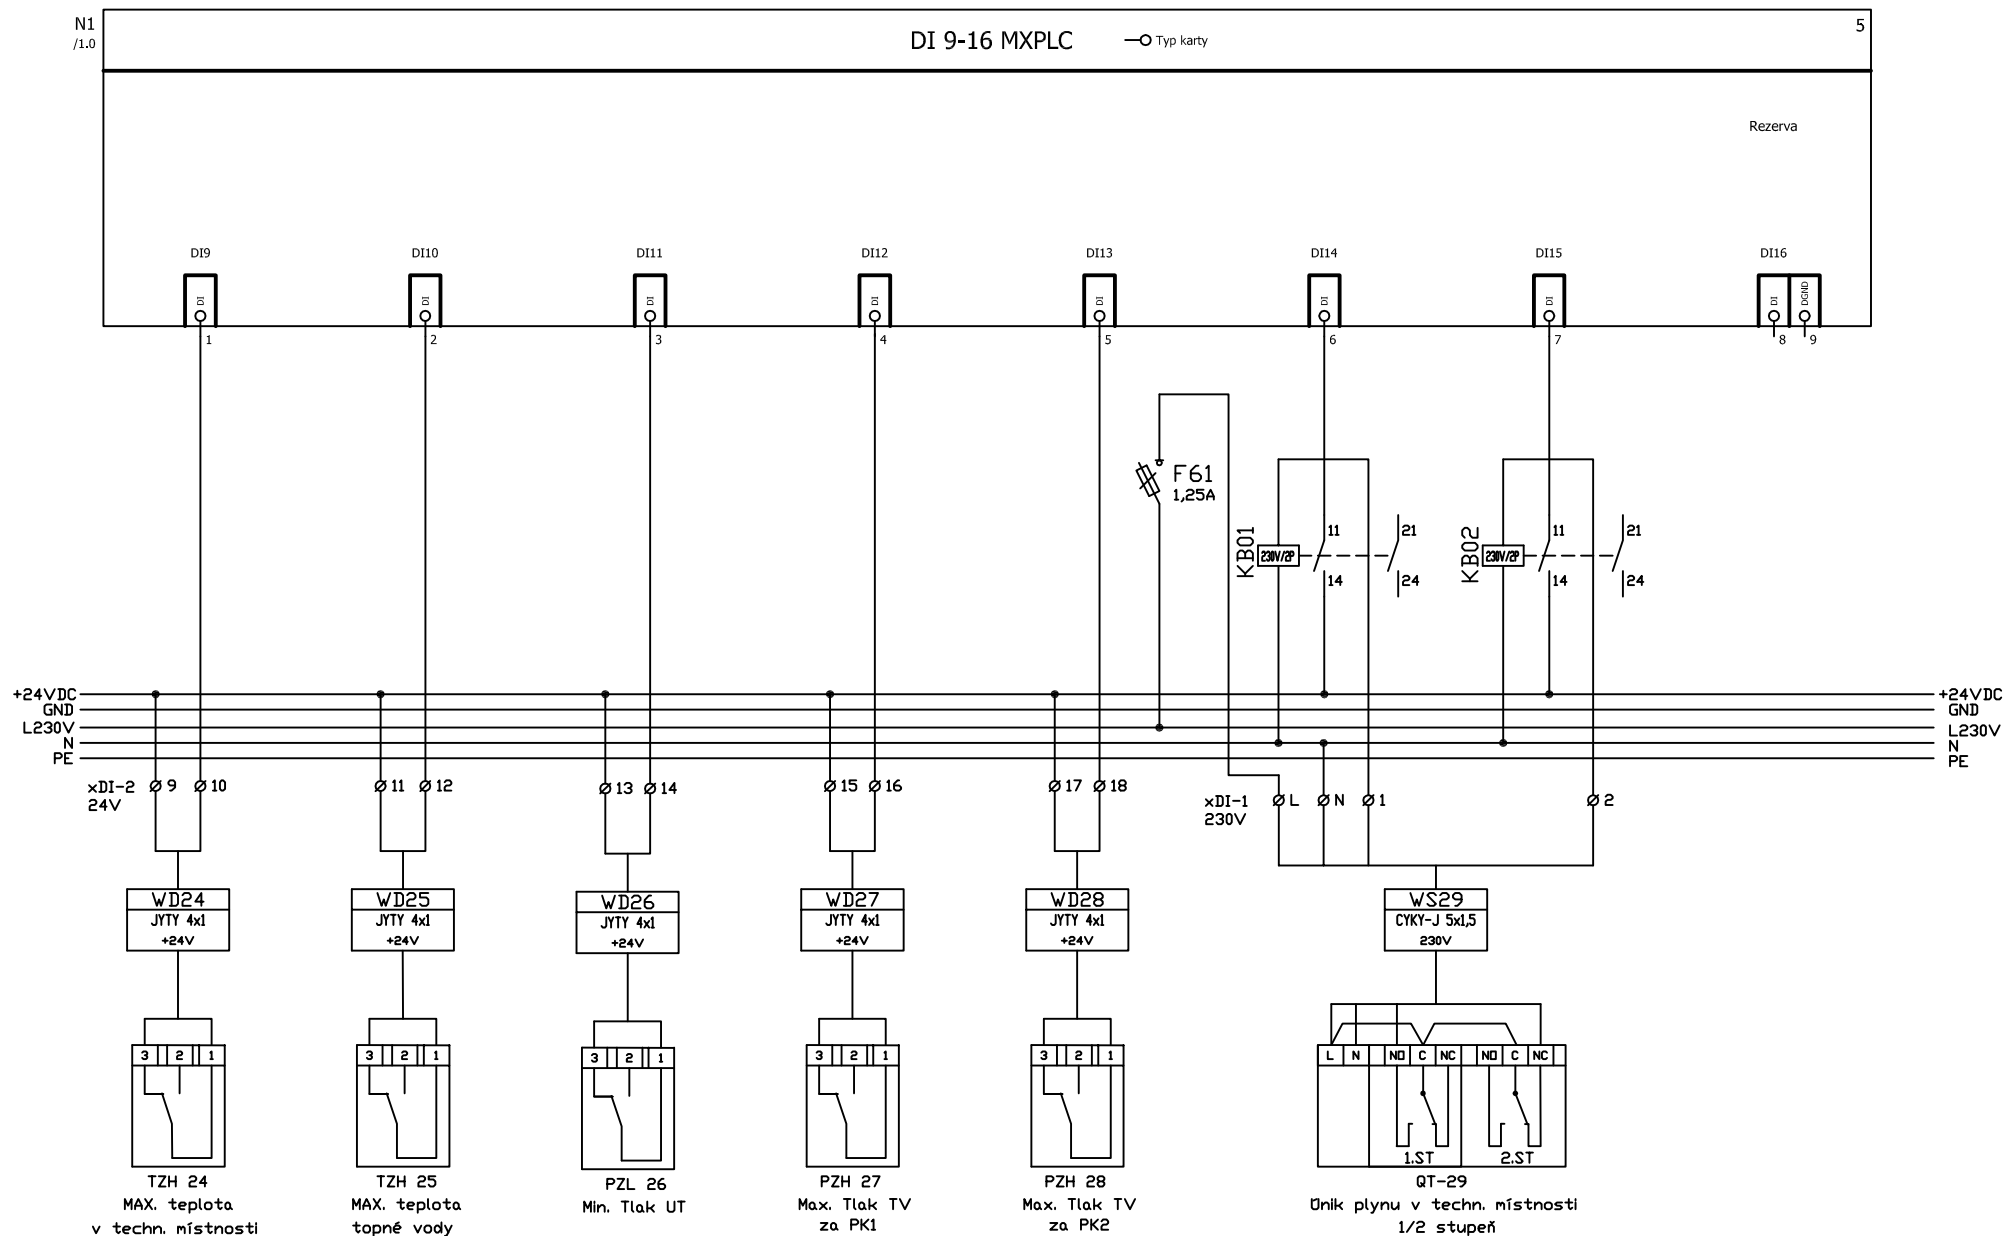 N1
/1.0
DI 9-16 MXPLC
Typ karty
5
Rezerva
DI9 DI10 DI11 DI12 DI13 DI14 DI15 DI16
DI DI DI DI DI DI DI DI DGND
1 2 3 4 5 6 7 8 9
F61
1,25A
KB01
230V/2P
11 21
14 24
KB02
230V/2P
11 21
14 24
+24VDC +24VDC
GND GND
L230V L230V
N N
PE PE
xDI-2 9 10 11 12 13 14 15 16 17 18
24V
xDI-1 L N 1 2
230V
WD24 WD25 WD26 WD27 WD28 WS29
JYTY 4x1 JYTY 4x1 JYTY 4x1 JYTY 4x1 JYTY 4x1 CYKY-J 5x1,5
+24V +24V +24V +24V +24V 230V
3 2 1 3 2 1 3 2 1 3 2 1 3 2 1 L N NO C NC NO C NC
1.ST 2.ST
TZH 24
MAX. teplota
v techn. místnosti
TZH 25
MAX. teplota
topné vody
PZL 26
Min. Tlak UT
PZH 27
Max. Tlak TV
za PK1
PZH 28
Max. Tlak TV
za PK2
QT-29
Únik plynu v techn. místnosti
1/2 stupeň